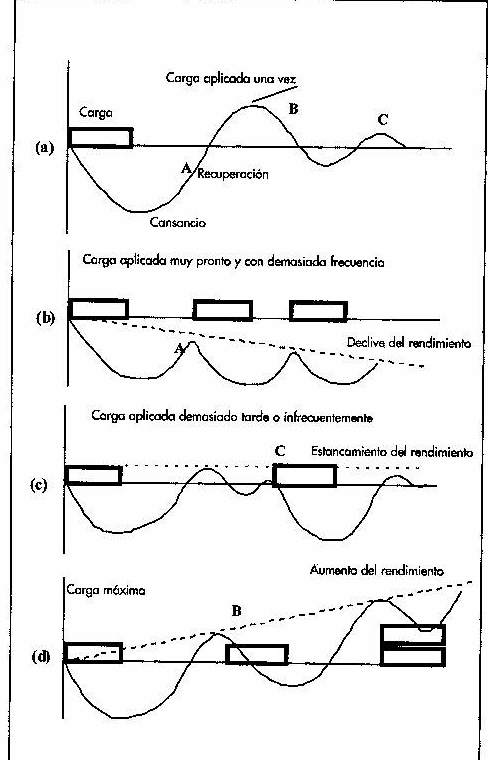 Carga aplicada una vez
B
Carga
C
(a)
A
Recuperación
Cansancio
Carga aplicada muy pronto y con demasiada frecuencia
(b)
A
Declive del rendimiento
Carga aplicada demasiado tarde o infrecuentemente
C
Estancamiento del rendimiento
(c)
Aumento del rendimiento
Carga máxima
B
(d)